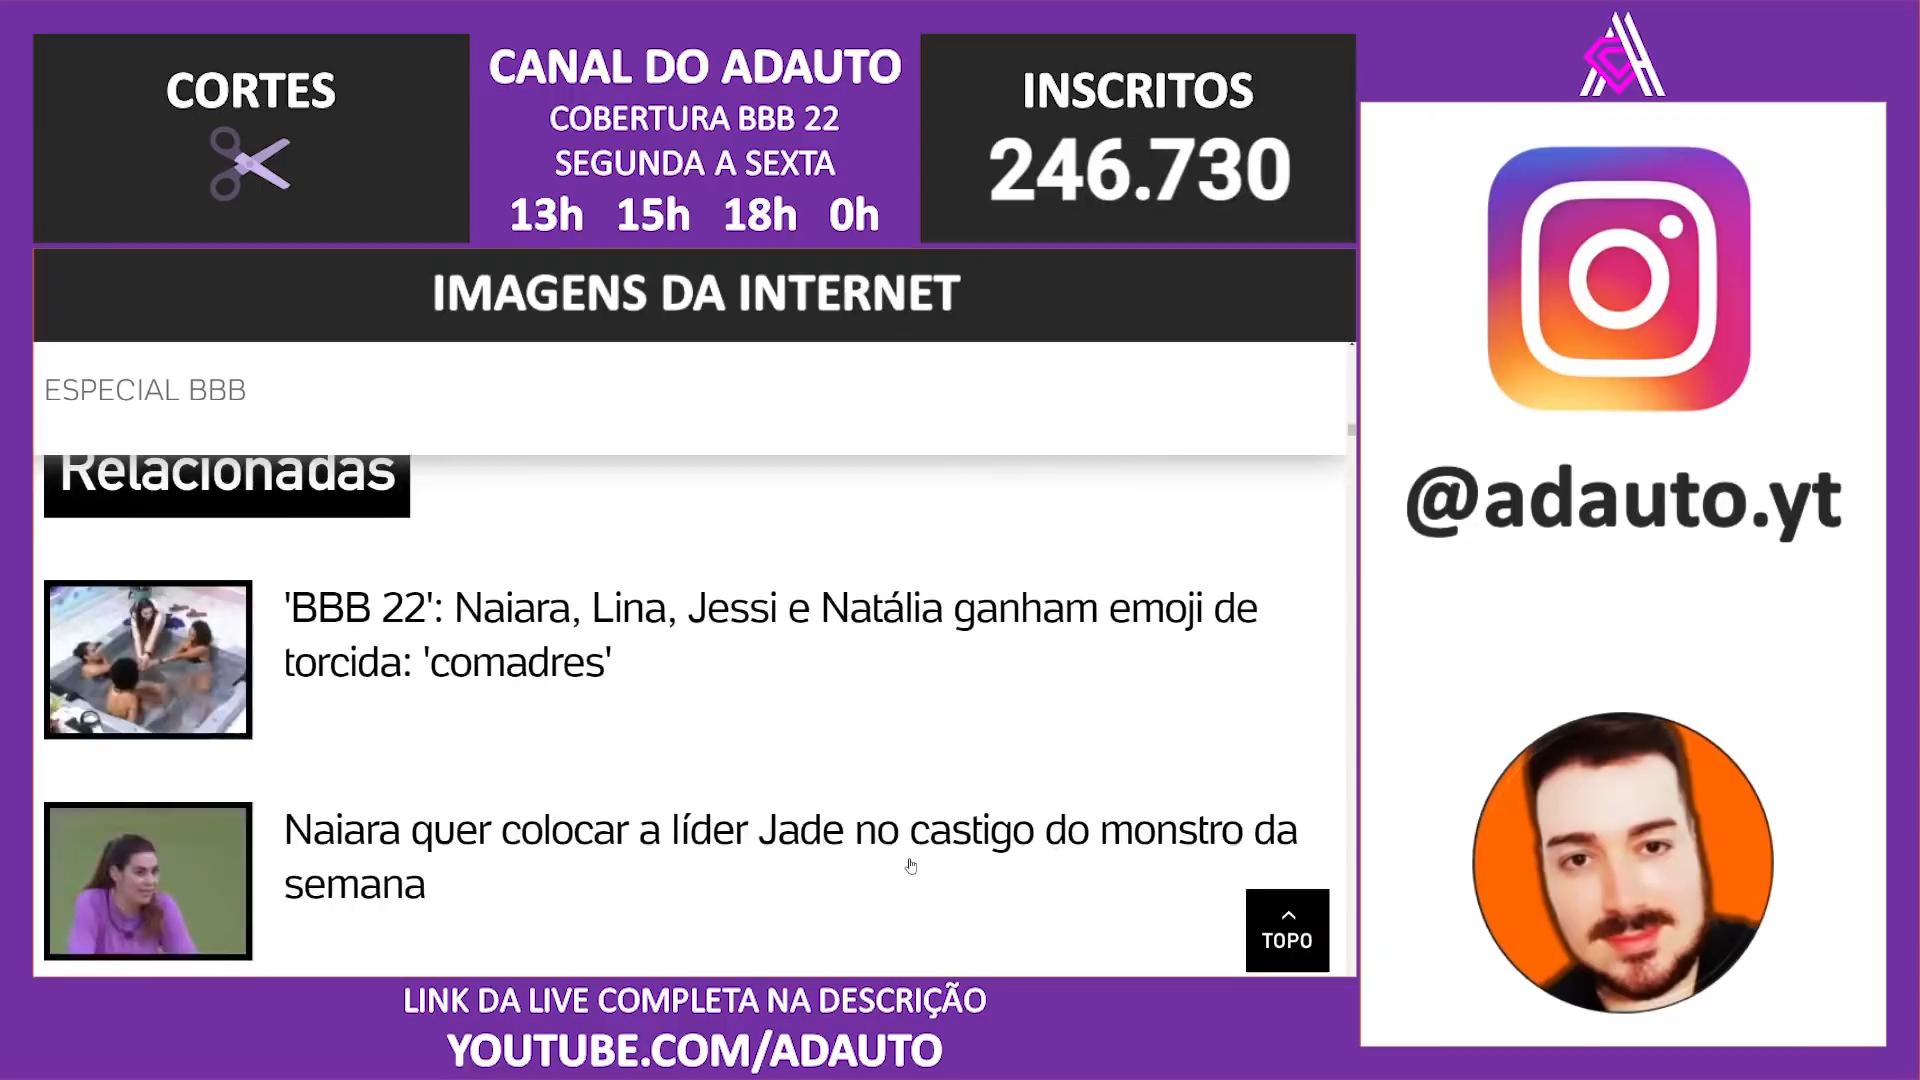 CORTES
CANAL DO ADAUTO
COBERTURA BBB 22
SEGUNDA A SEXTA
13h 15h 18h 0h
INSCRITOS
246.730
IMAGENS DA INTERNET
ESPECIAL BBB
Relacionadas
'BBB 22': Naiara, Lina, Jessi e Natália ganham emoji de
torcida: 'comadres'
Naiara quer colocar a líder Jade no castigo do monstro da
semana
TOPO
LINK DA LIVE COMPLETA NA DESCRIÇÃO
YOUTUBE.COM/ADAUTO
@adauto.yt